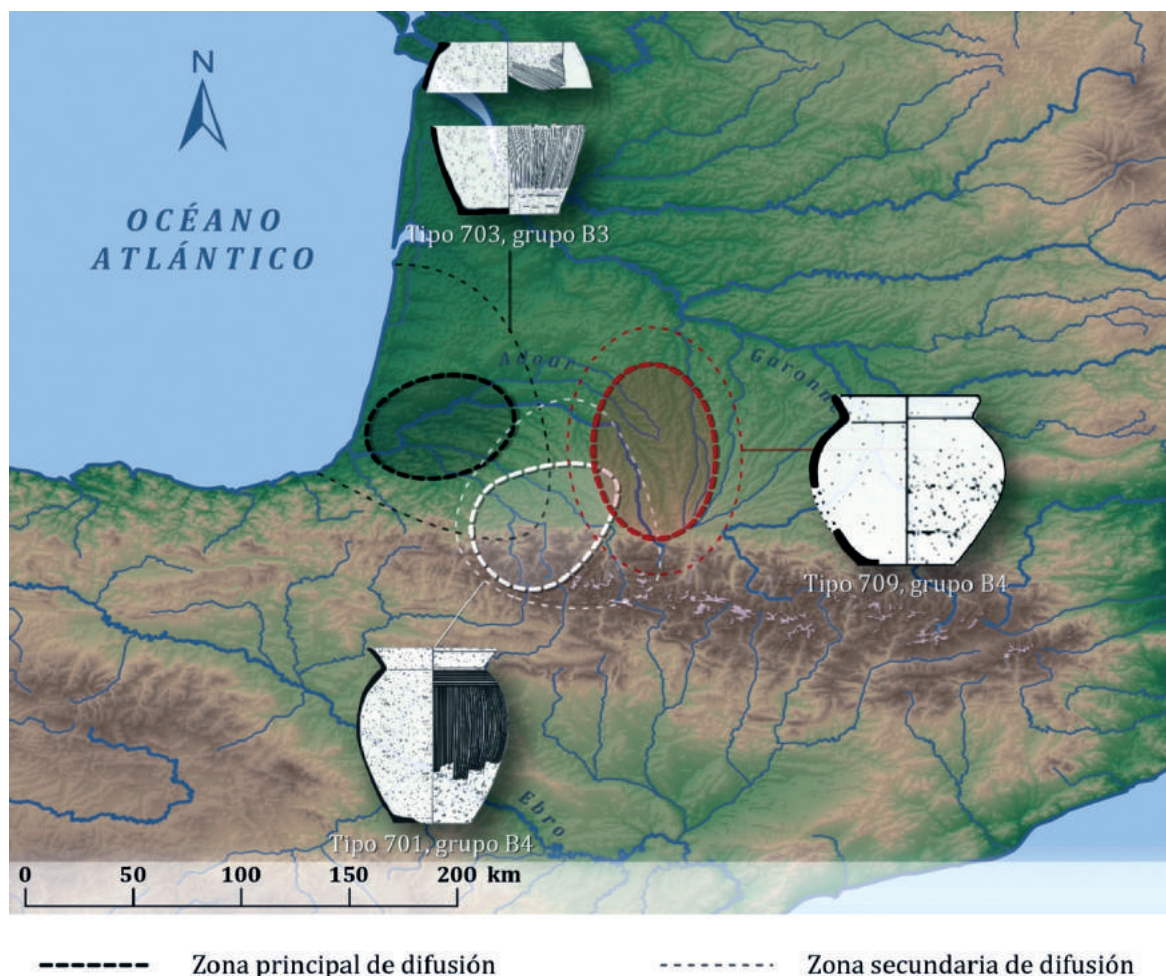 N
OCÉANO
ATLÁNTICO
Tipo 703, grupo B3
Adour
Garonne
Tipo 709, grupo B4
Tipo 701, grupo B4
Ebro
0 50 100 150 200 km
Zona principal de difusión
Zona secundaria de difusión